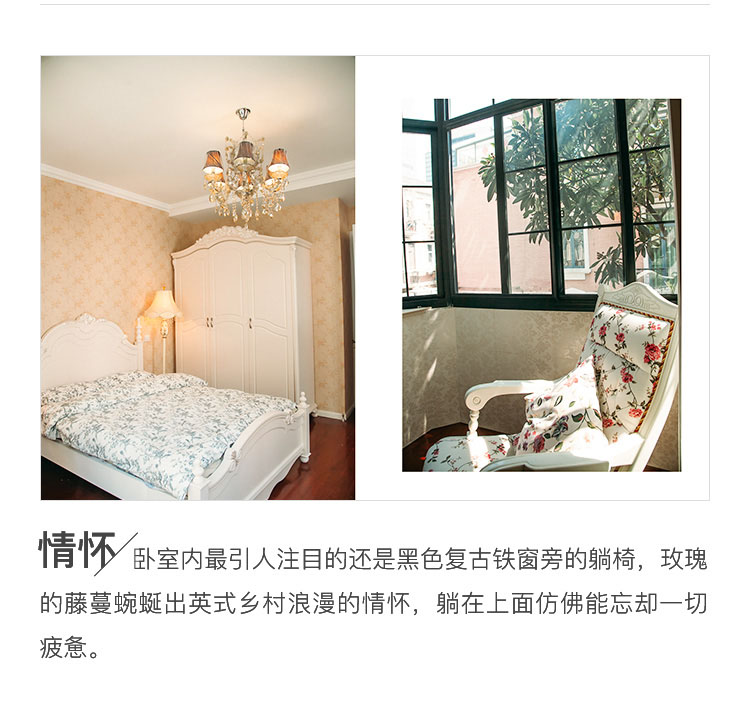 情怀/卧室内最引人注目的还是黑色复古铁窗旁的躺椅，玫瑰
的藤蔓蜿蜒出英式乡村浪漫的情怀，躺在上面仿佛能忘却一切
疲惫。